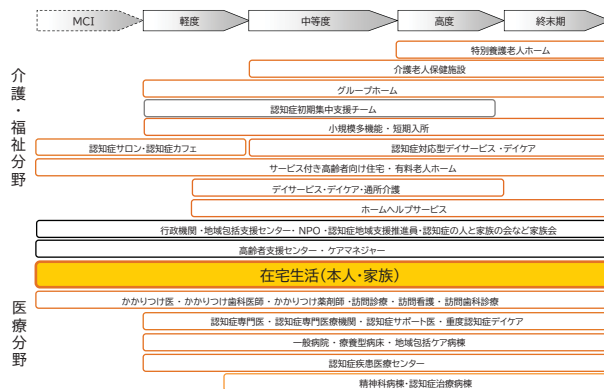 MCI
軽度
中等度
高度
終末期
介護・福祉分野
特別養護老人ホーム
介護老人保健施設
グループホーム
認知症初期集中支援チーム
小規模多機能・短期入所
認知症サロン・認知症カフェ
認知症対応型デイサービス・デイケア
サービス付き高齢者向け住宅・有料老人ホーム
デイサービス・デイケア・通所介護
ホームヘルプサービス
行政機関・地域包括支援センター・NPO・認知症地域支援推進員・認知症の人と家族の会など家族会
高齢者支援センター・ケアマネジャー
在宅生活(本人・家族)
医療分野
かかりつけ医・かかりつけ歯科医師・かかりつけ薬剤師・訪問診療・訪問看護・訪問歯科診療
認知症専門医・認知症専門医療機関・認知症サポート医・重度認知症デイケア
一般病院・療養型病床・地域包括ケア病棟
認知症疾患医療センター
精神科病棟・認知症治療病棟